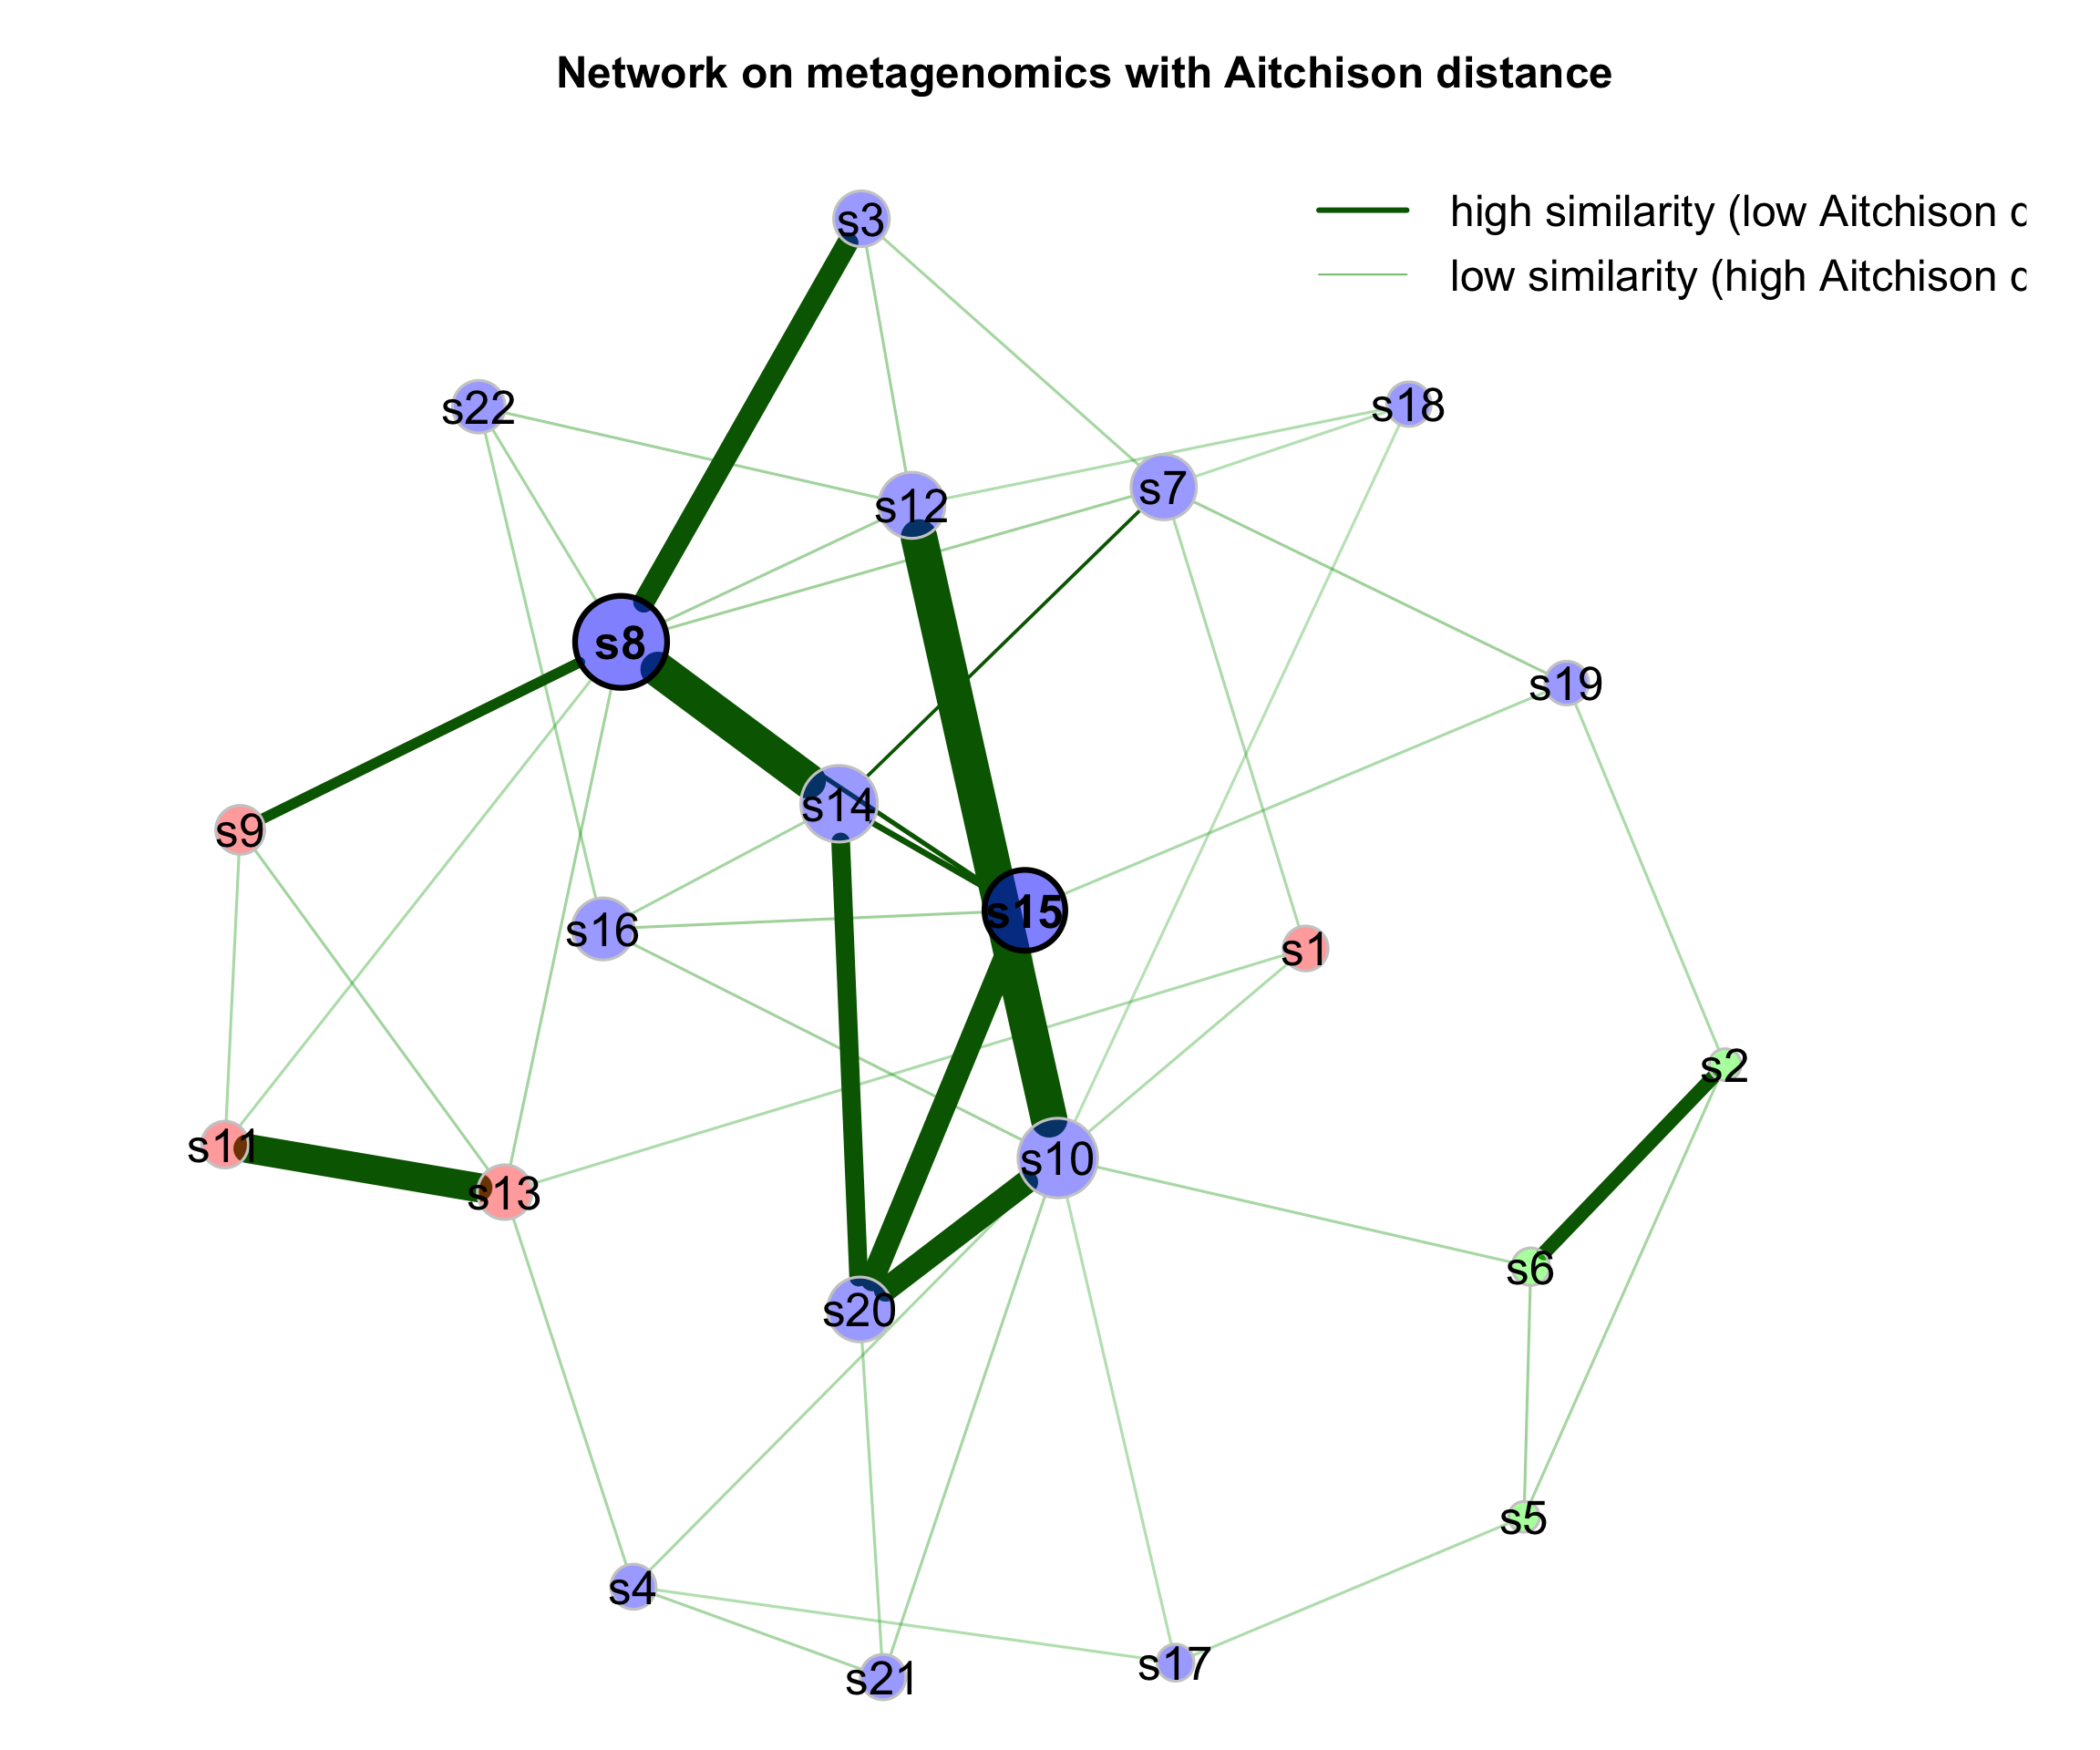 Network on metagenomics with Aitchison distance
high similarity (low Aitchison
low similarity (high Aitchison
s3
s22
s18
s12
s7
s8
s19
s14
s9
s15
s16
s1
s2
s11
s10
s13
s6
s20
s5
s4
s17
s21